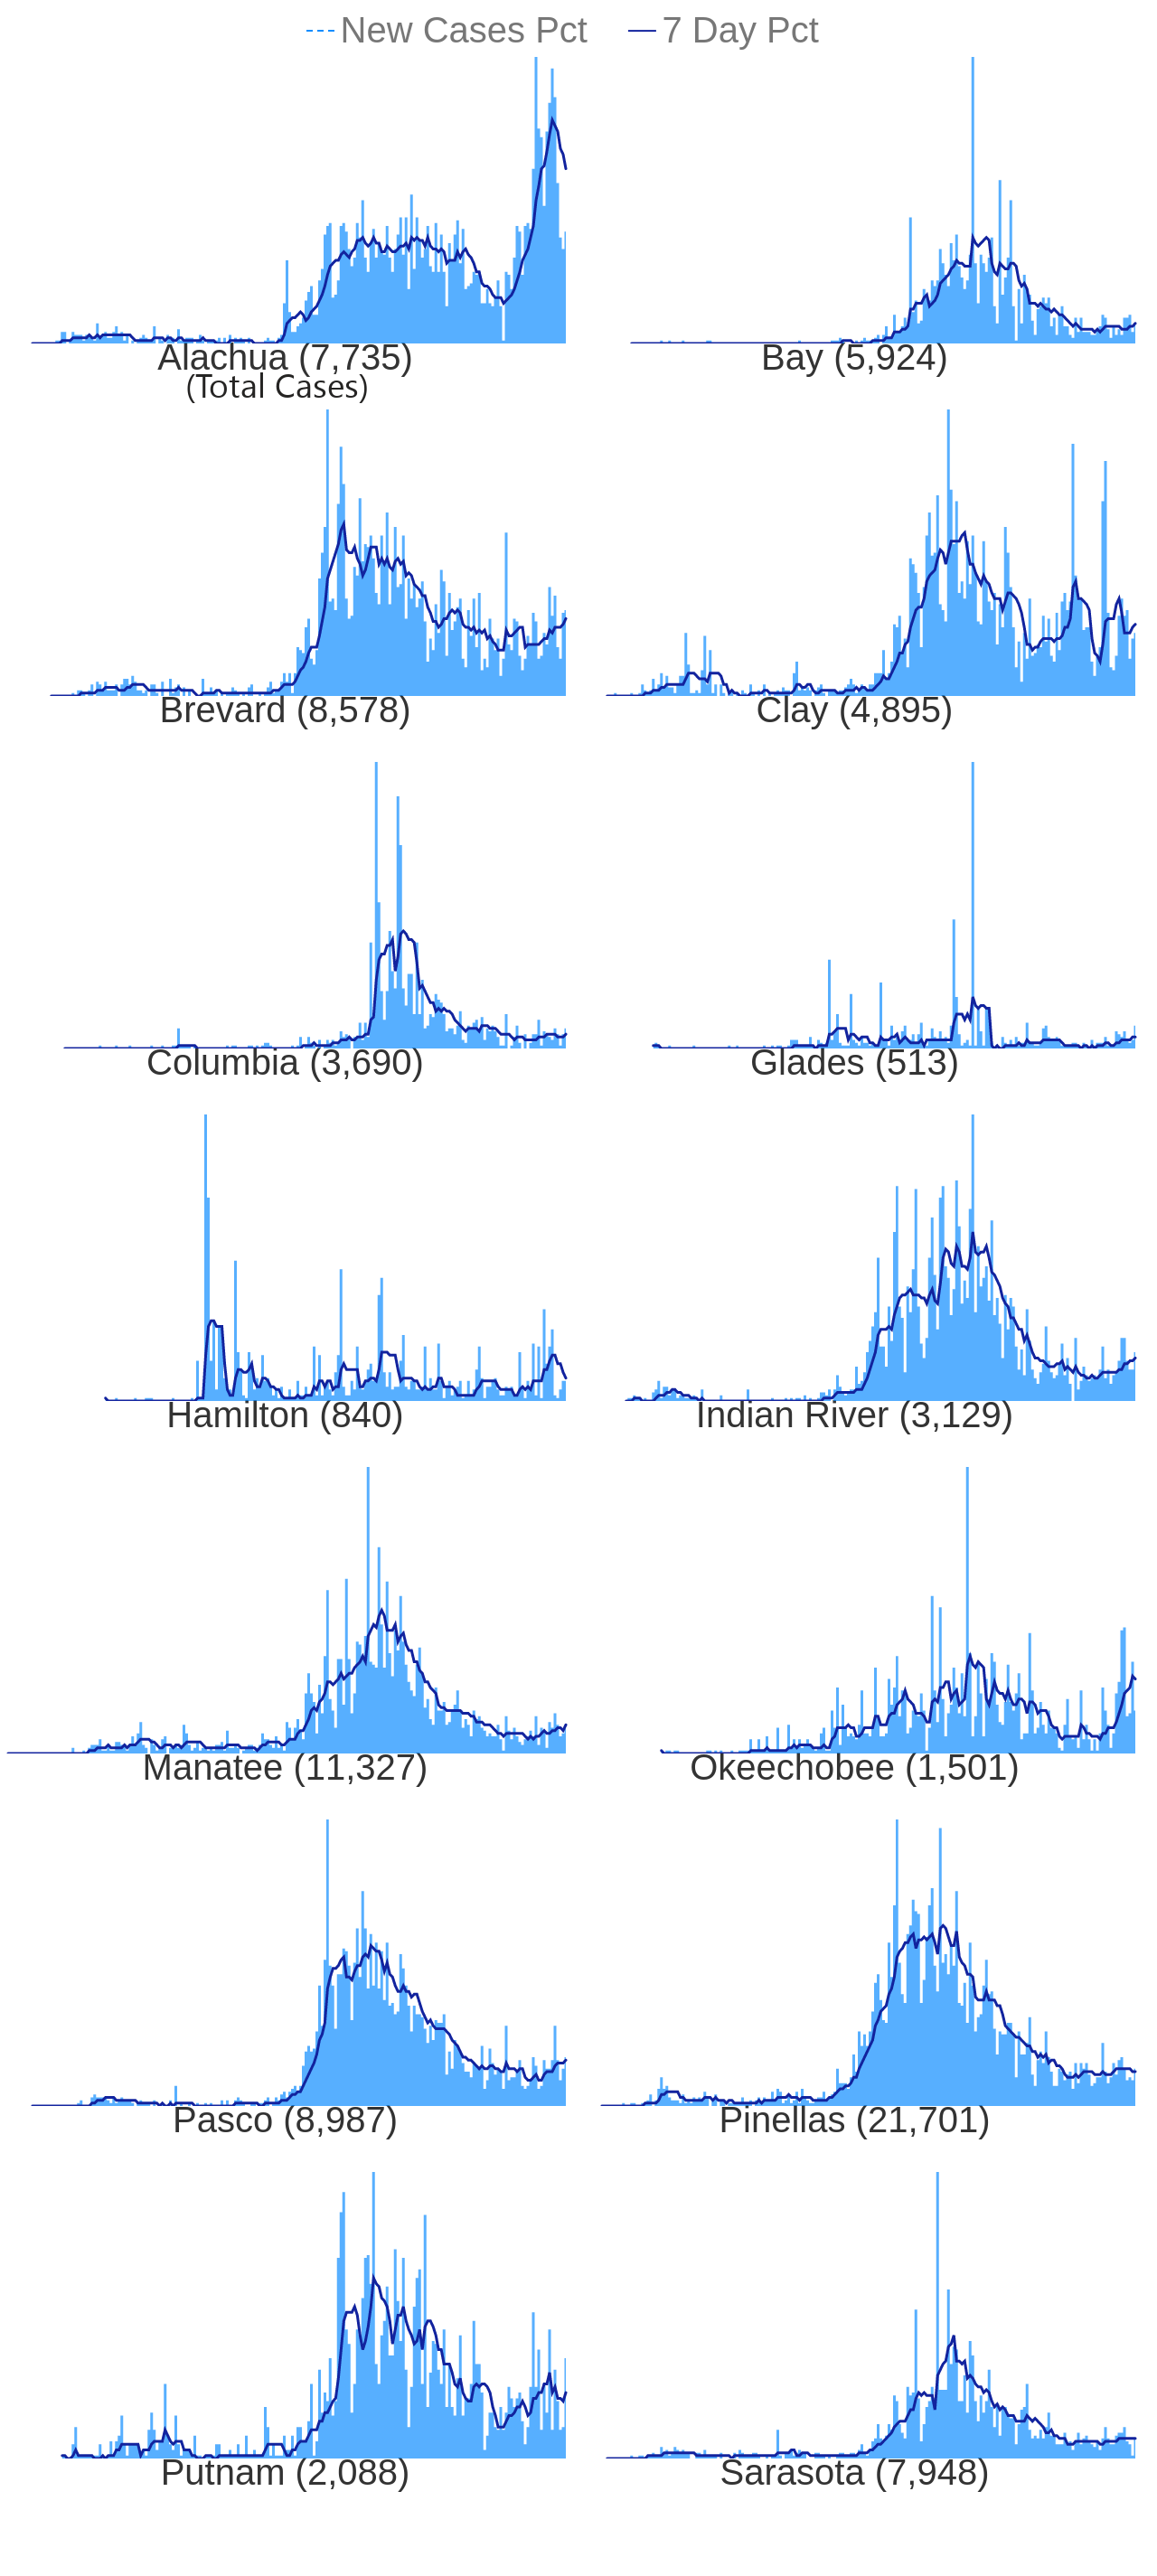 New Cases Pct 7 Day Pct
Alachua (7,735) Bay (5,924)
(Total Cases)
Brevard (8,578) Clay (4,895)
Columbia (3,690) Glades (513)
Hamilton (840) Indian River (3,129)
Manatee (11,327) Okeechobee (1,501)
Pasco (8,987) Pinellas (21,701)
Putnam (2,088) Sarasota (7,948)